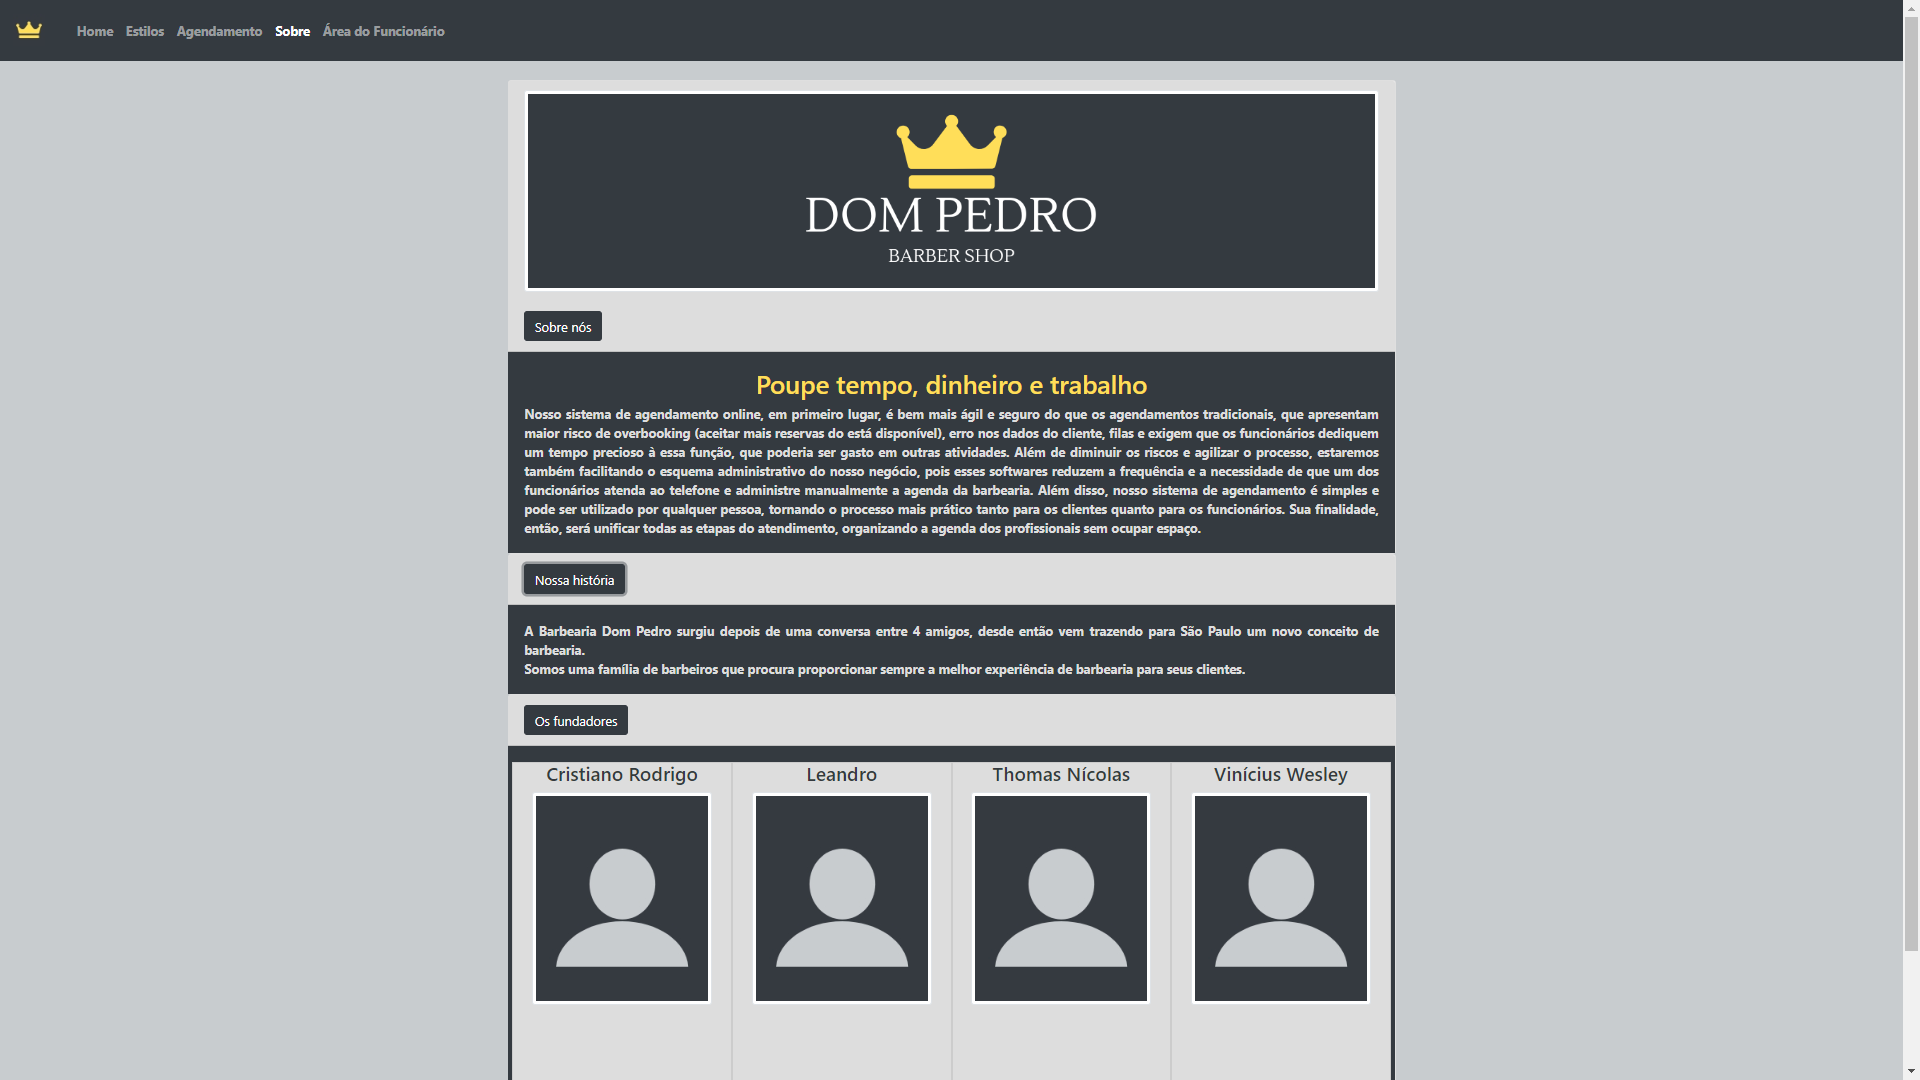 Home Estilos Agendamento Sobre Área do Funcionário
DOM PEDRO
BARBER SHOP
Sobre nós
Poupe tempo, dinheiro e trabalho
Nosso sistema de agendamento online, em primeiro lugar, é bem mais ágil e seguro do que os agendamentos tradicionais, que apresentam
maior risco de overbooking (aceitar mais reservas do está disponível), erro nos dados do cliente, filas e exigem que os funcionários dediquem
um tempo precioso à essa função, que poderia ser gasto em outras atividades. Além de diminuir os riscos e agilizar o processo, estaremos
também facilitando o esquema administrativo do nosso negócio, pois esses softwares reduzem a frequência e a necessidade de que um dos
funcionários atenda ao telefone e administre manualmente a agenda da barbearia. Além disso, nosso sistema de agendamento é simples e
pode ser utilizado por qualquer pessoa, tornando o processo mais prático tanto para os clientes quanto para os funcionários. Sua finalidade,
então, será unificar todas as etapas do atendimento, organizando a agenda dos profissionais sem ocupar espaço.
Nossa história
A Barbearia Dom Pedro surgiu depois de uma conversa entre 4 amigos, desde então vem trazendo para São Paulo um novo conceito de
barbearia.
Somos uma família de barbeiros que procura proporcionar sempre a melhor experiência de barbearia para seus clientes.
Os fundadores
Cristiano Rodrigo
Leandro
Thomas Nícolas
Vinícius Wesley